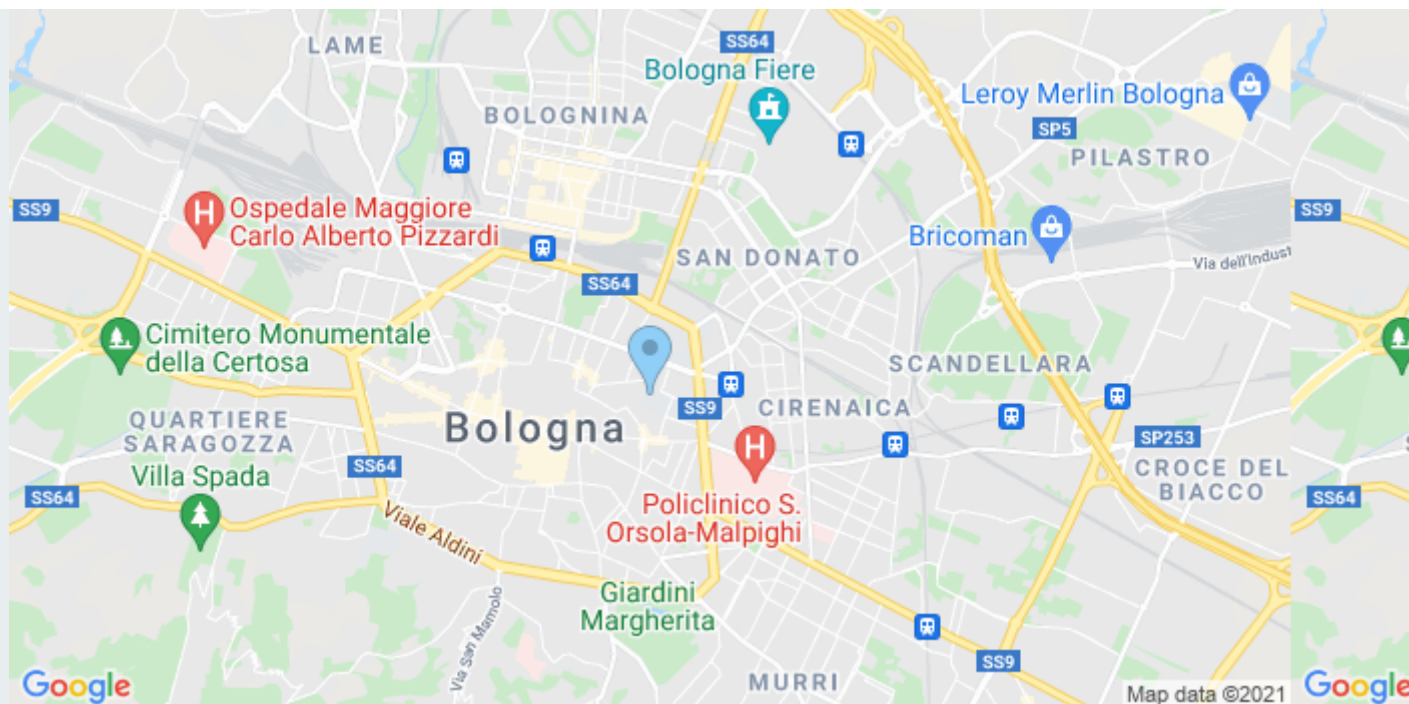 LAME
SS64
Bologna Fiere
Leroy Merlin Bologna
BOLOGNINA
SP5
PILASTRO
SS9
Ospedale Maggiore
Carlo Alberto Pizzardi
SS9
Bricoman
SAN DONATO
Via dell'Indust
SS64
Cimitero Monumentale
della Certosa
SCANDELLARA
QUARTIERE
SARAGOZZA
Bologna
SS9
CIRENAICA
SP253
SS64
CROCE DEL
BIACCO
Villa Spada
SS64
SS64
Policlinico S.
Orsola-Malpighi
Viale Aldini
Giardini
Margherita
Via San Mamolo
SS9
MURRI
Google
Map data ©2021
Google